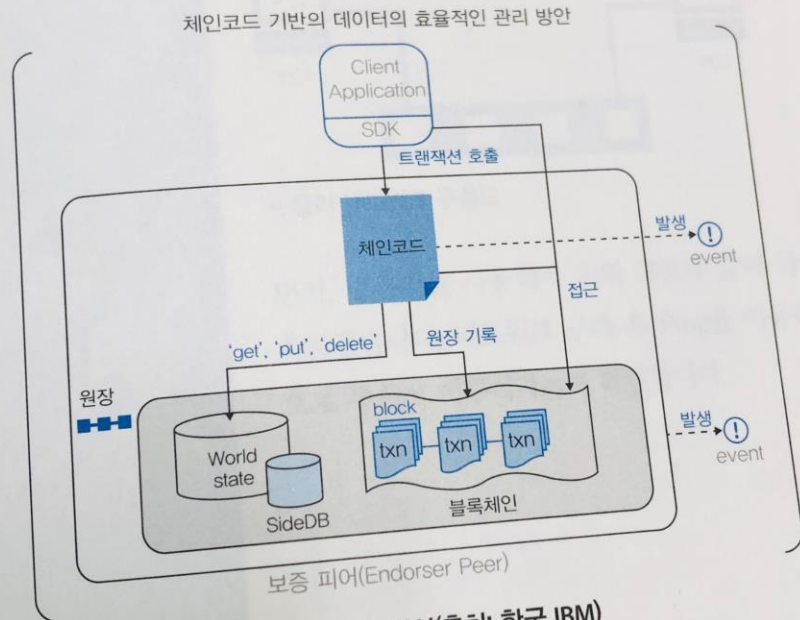 체인코드 기반의 데이터의 효율적인 관리 방안
Client
Application
SDK
트랜잭션 호출
체인코드
발생
event
접근
'get', 'put', 'delete'
원장 기록
원장
block
txn txn txn
World
state
SideDB
블록체인
발생
event
보증 피어(Endorser Peer)
한국 IBM)